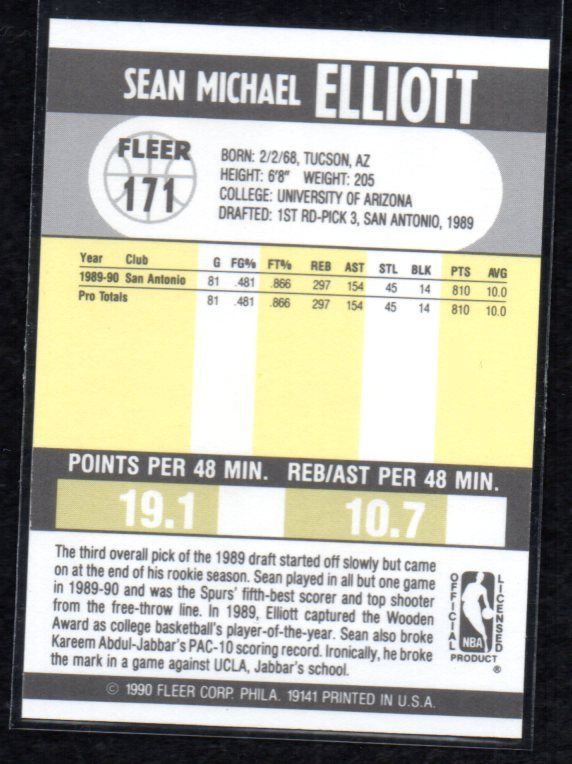 SEAN MICHAEL ELLIOTT
FLEER
171
BORN: 2/2/68, TUCSON, AZ
HEIGHT: 6'8" WEIGHT: 205
COLLEGE: UNIVERSITY OF ARIZONA
DRAFTED: 1ST RD-PICK 3, SAN ANTONIO, 1989
Year Club G FG% FT% REB AST STL BLK PTS AVG
1989-90 San Antonio 81 .481 .866 297 154 45 14 810 10.0
Pro Totals 81 .481 .866 297 154 45 14 810 10.0
POINTS PER 48 MIN. REB/AST PER 48 MIN.
19.1 10.7
The third overall pick of the 1989 draft started off slowly but came
on at the end of his rookie season. Sean played in all but one game
in 1989-90 and was the Spurs' fifth-best scorer and top shooter
from the free-throw line. In 1989, Elliott captured the Wooden
Award as college basketball's player-of-the-year. Sean also broke
Kareem Abdul-Jabbar's PAC-10 scoring record. Ironically, he broke
the mark in a game against UCLA, Jabbar's school.
OFFICIAL
NBA
LICENSED
PRODUCT
®
© 1990 FLEER CORP. PHILA. 19141 PRINTED IN U.S.A.